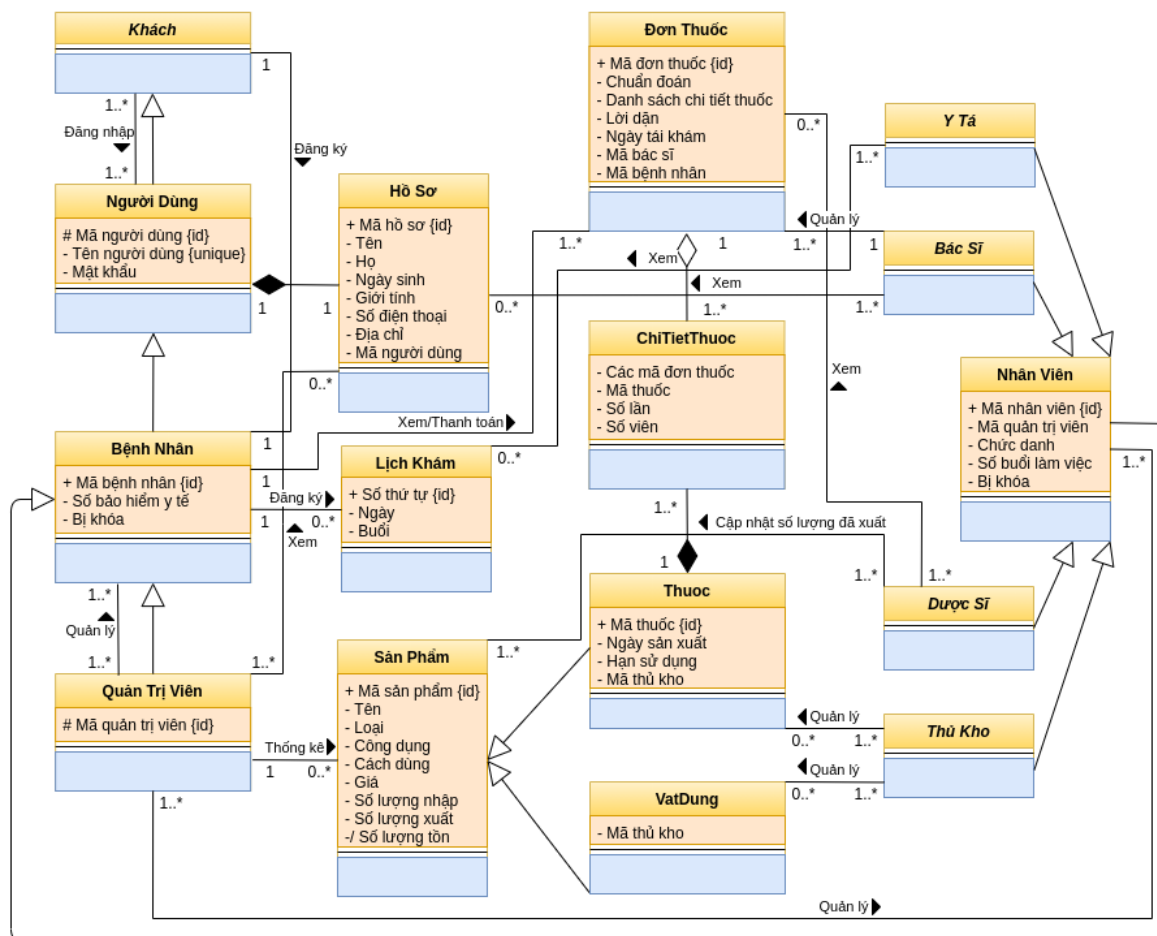 Khách
1
1..*
Đăng nhập
1..*
Đăng ký
Người Dùng
# Mã người dùng {id}
- Tên người dùng {unique}
- Mật khẩu
1
1
Hồ Sơ
+ Mã hồ sơ {id}
- Tên
- Họ
- Ngày sinh
- Giới tính
- Số điện thoại
- Địa chỉ
- Mã người dùng
0..*
0..*
Đơn Thuốc
+ Mã đơn thuốc {id}
- Chuẩn đoán
- Danh sách chi tiết thuốc
- Lời dặn
- Ngày tái khám
- Mã bác sĩ
- Mã bệnh nhân
0..*
1..*
1
1..*
Quản lý
1
Xem
Xem
Y Tá
1..*
Bác Sĩ
1..*
1..*
ChiTietThuoc
- Các mã đơn thuốc
- Mã thuốc
- Số lần
- Số viên
1..*
Xem
Nhân Viên
+ Mã nhân viên {id}
- Mã quản trị viên
- Chức danh
- Số buổi làm việc
- Bị khóa
1..*
Xem/Thanh toán
Bệnh Nhân
+ Mã bệnh nhân {id}
- Số bảo hiểm y tế
- Bị khóa
1
1
1
Đăng ký
0..*
Xem
Lịch Khám
+ Số thứ tự {id}
- Ngày
- Buổi
0..*
Cập nhật số lượng đã xuất
1
1..*
1..*
Dược Sĩ
Thuoc
+ Mã thuốc {id}
- Ngày sản xuất
- Hạn sử dụng
- Mã thủ kho
1..*
Quản lý
1..*
1..*
Quản Trị Viên
# Mã quản trị viên {id}
Thống kê
1
0..*
1..*
Sản Phẩm
+ Mã sản phẩm {id}
- Tên
- Loại
- Công dụng
- Cách dùng
- Giá
- Số lượng nhập
- Số lượng xuất
-/ Số lượng tồn
1..*
Quản lý
0..*
1..*
Thủ Kho
Quản lý
0..*
1..*
VatDung
- Mã thủ kho
Quản lý